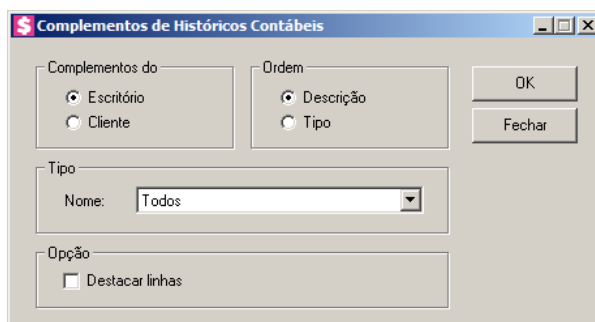 Complementos de Históricos Contábeis
Complementos do
Escritório
Cliente
Ordem
Descrição
Tipo
OK
Fechar
Tipo
Nome: Todos
Opção
Destacar linhas